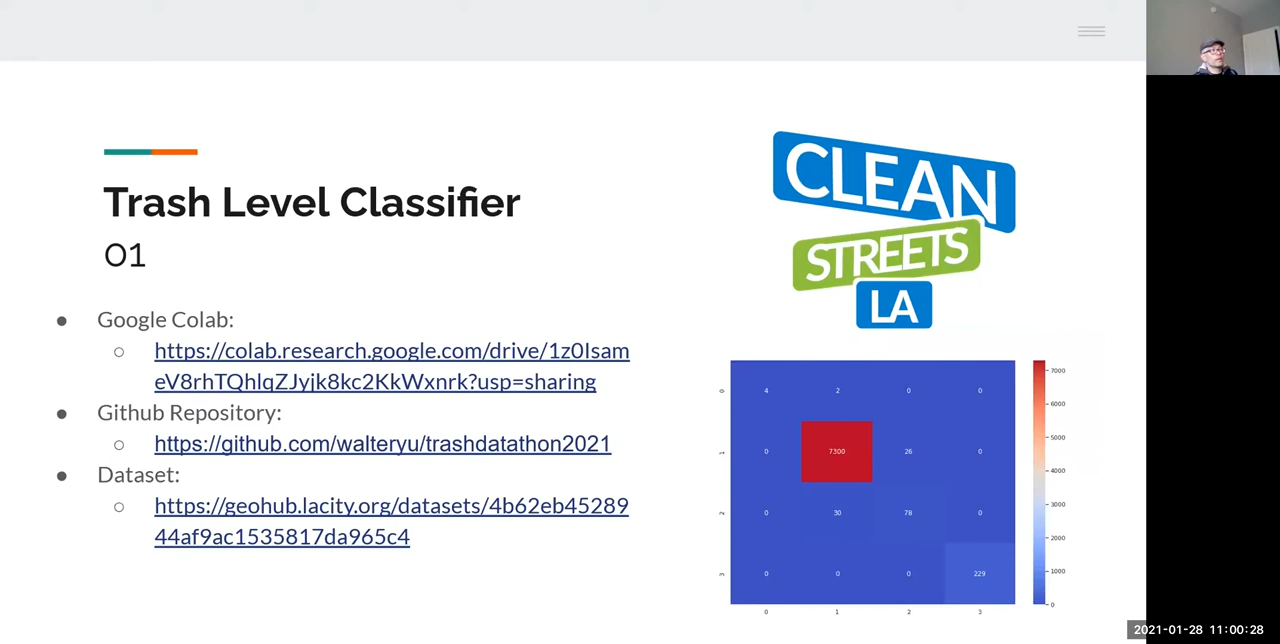 Trash Level Classifier
01
● Google Colab:
○ https://colab.research.google.com/drive/1z0Isam
eV8rhTQhlqZJyjk8kc2KkWxnrk?usp=sharing
● Github Repository:
○ https://github.com/walteryu/trashdatathon2021
● Dataset:
○ https://geohub.lacity.org/datasets/4b62eb45289
44af9ac1535817da965c4
CLEAN
STREETS
LA
0 4 2 0 0
1 0 7300 26 0
2 0 30 78 0
3 0 0 0 229
0 1 2 3
7000
6000
5000
4000
3000
2000
1000
0
2021-01-28 11:00:28